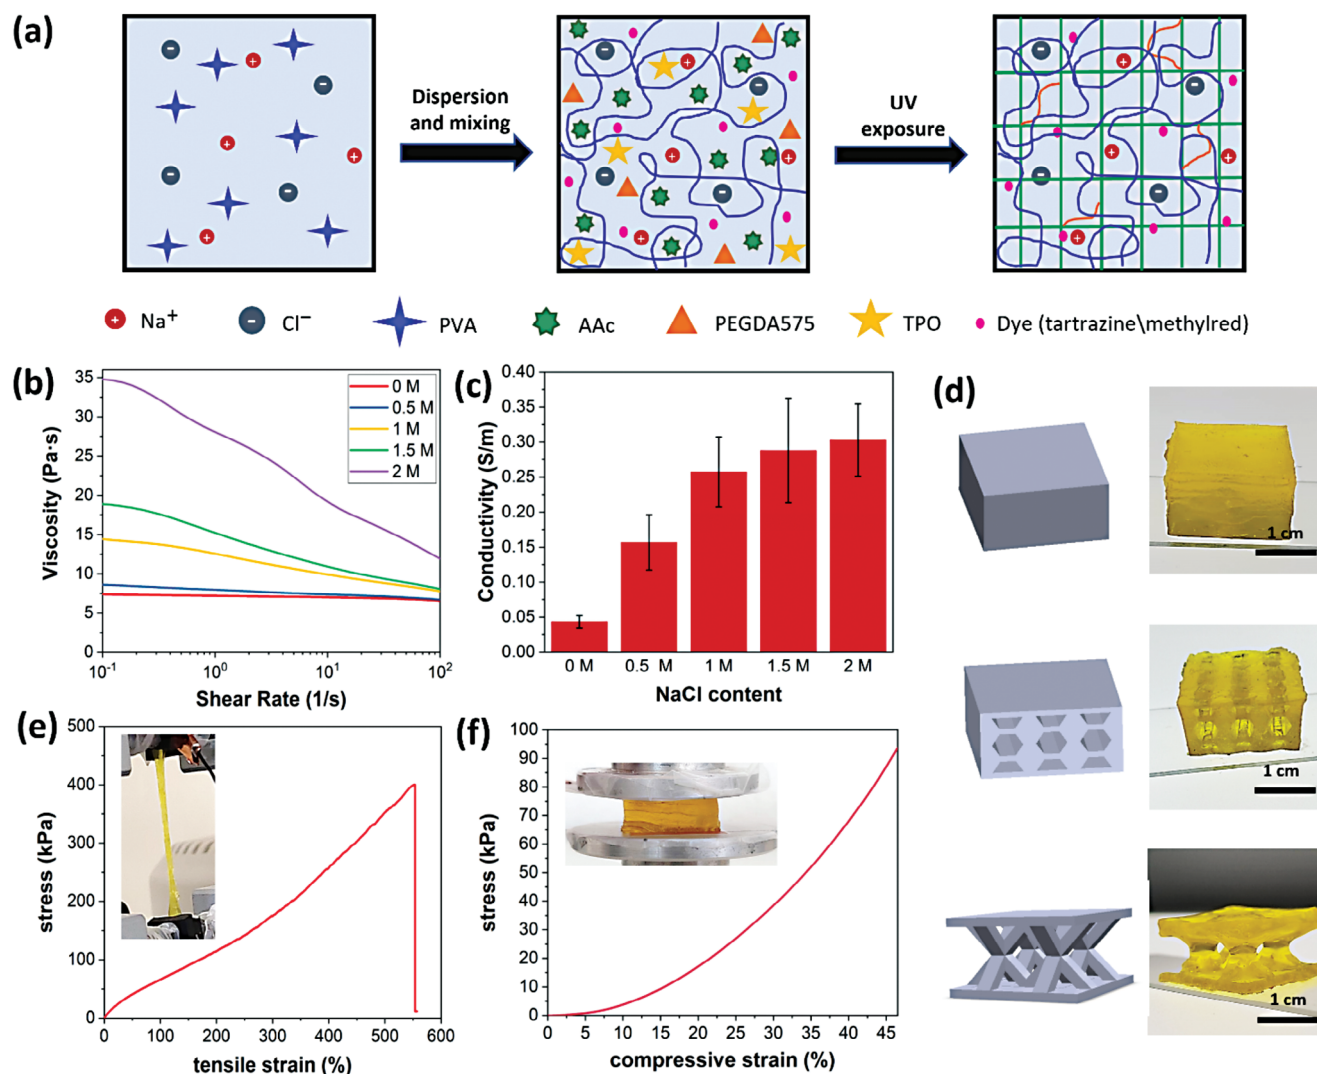 (a)
Dispersion
and mixing
UV
exposure
Na⁺
Cl⁻
PVA
AAc
PEGDA575
TPO
Dye (tartrazine\methylred)
(b)
Viscosity (Pa·s)
35
30
25
20
15
10
5
0
0 M
0.5 M
1 M
1.5 M
2 M
10⁻¹
10⁰
10¹
10²
Shear Rate (1/s)
(c)
Conductivity (S/m)
0.40
0.35
0.30
0.25
0.20
0.15
0.10
0.05
0.00
0 M
0.5 M
1 M
1.5 M
2 M
NaCl content
(d)
1 cm
1 cm
1 cm
(e)
stress (kPa)
500
400
300
200
100
0
0
100
200
300
400
500
600
tensile strain (%)
(f)
stress (kPa)
100
90
80
70
60
50
40
30
20
10
0
0
5
10
15
20
25
30
35
40
45
compressive strain (%)